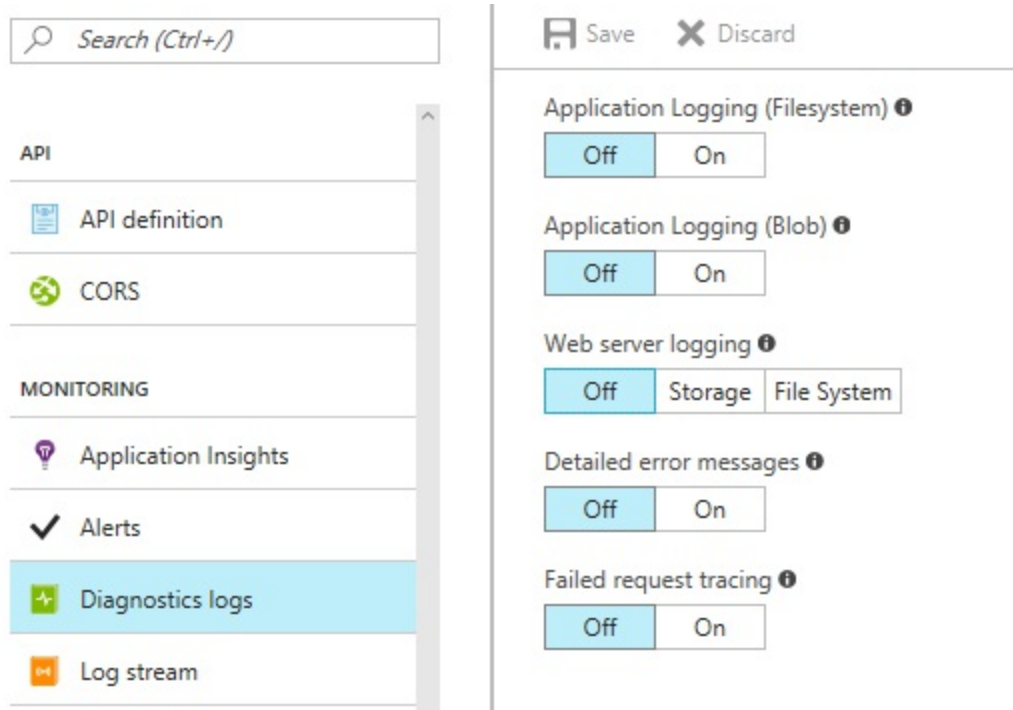 Search (Ctrl+/)
API
API definition
CORS
MONITORING
Application Insights
Alerts
Diagnostics logs
Log stream
Save Discard
Application Logging (Filesystem)
Off On
Application Logging (Blob)
Off On
Web server logging
Off Storage File System
Detailed error messages
Off On
Failed request tracing
Off On